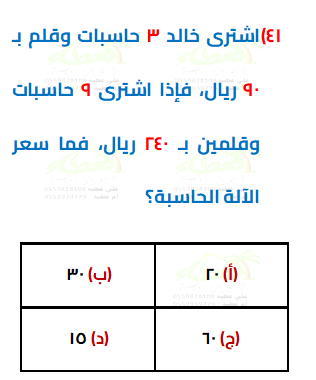 ٤١) اشترى خالد ٣ حاسبات وقلم بـ
٩٠ ريال، فإذا اشترى ٩ حاسبات
وقلمين بـ ٢٤٠ ريال، فما سعر
الآلة الحاسبة؟
(أ) ٢٠
(ب) ٣٠
(ج) ٦٠
(د) ١٥